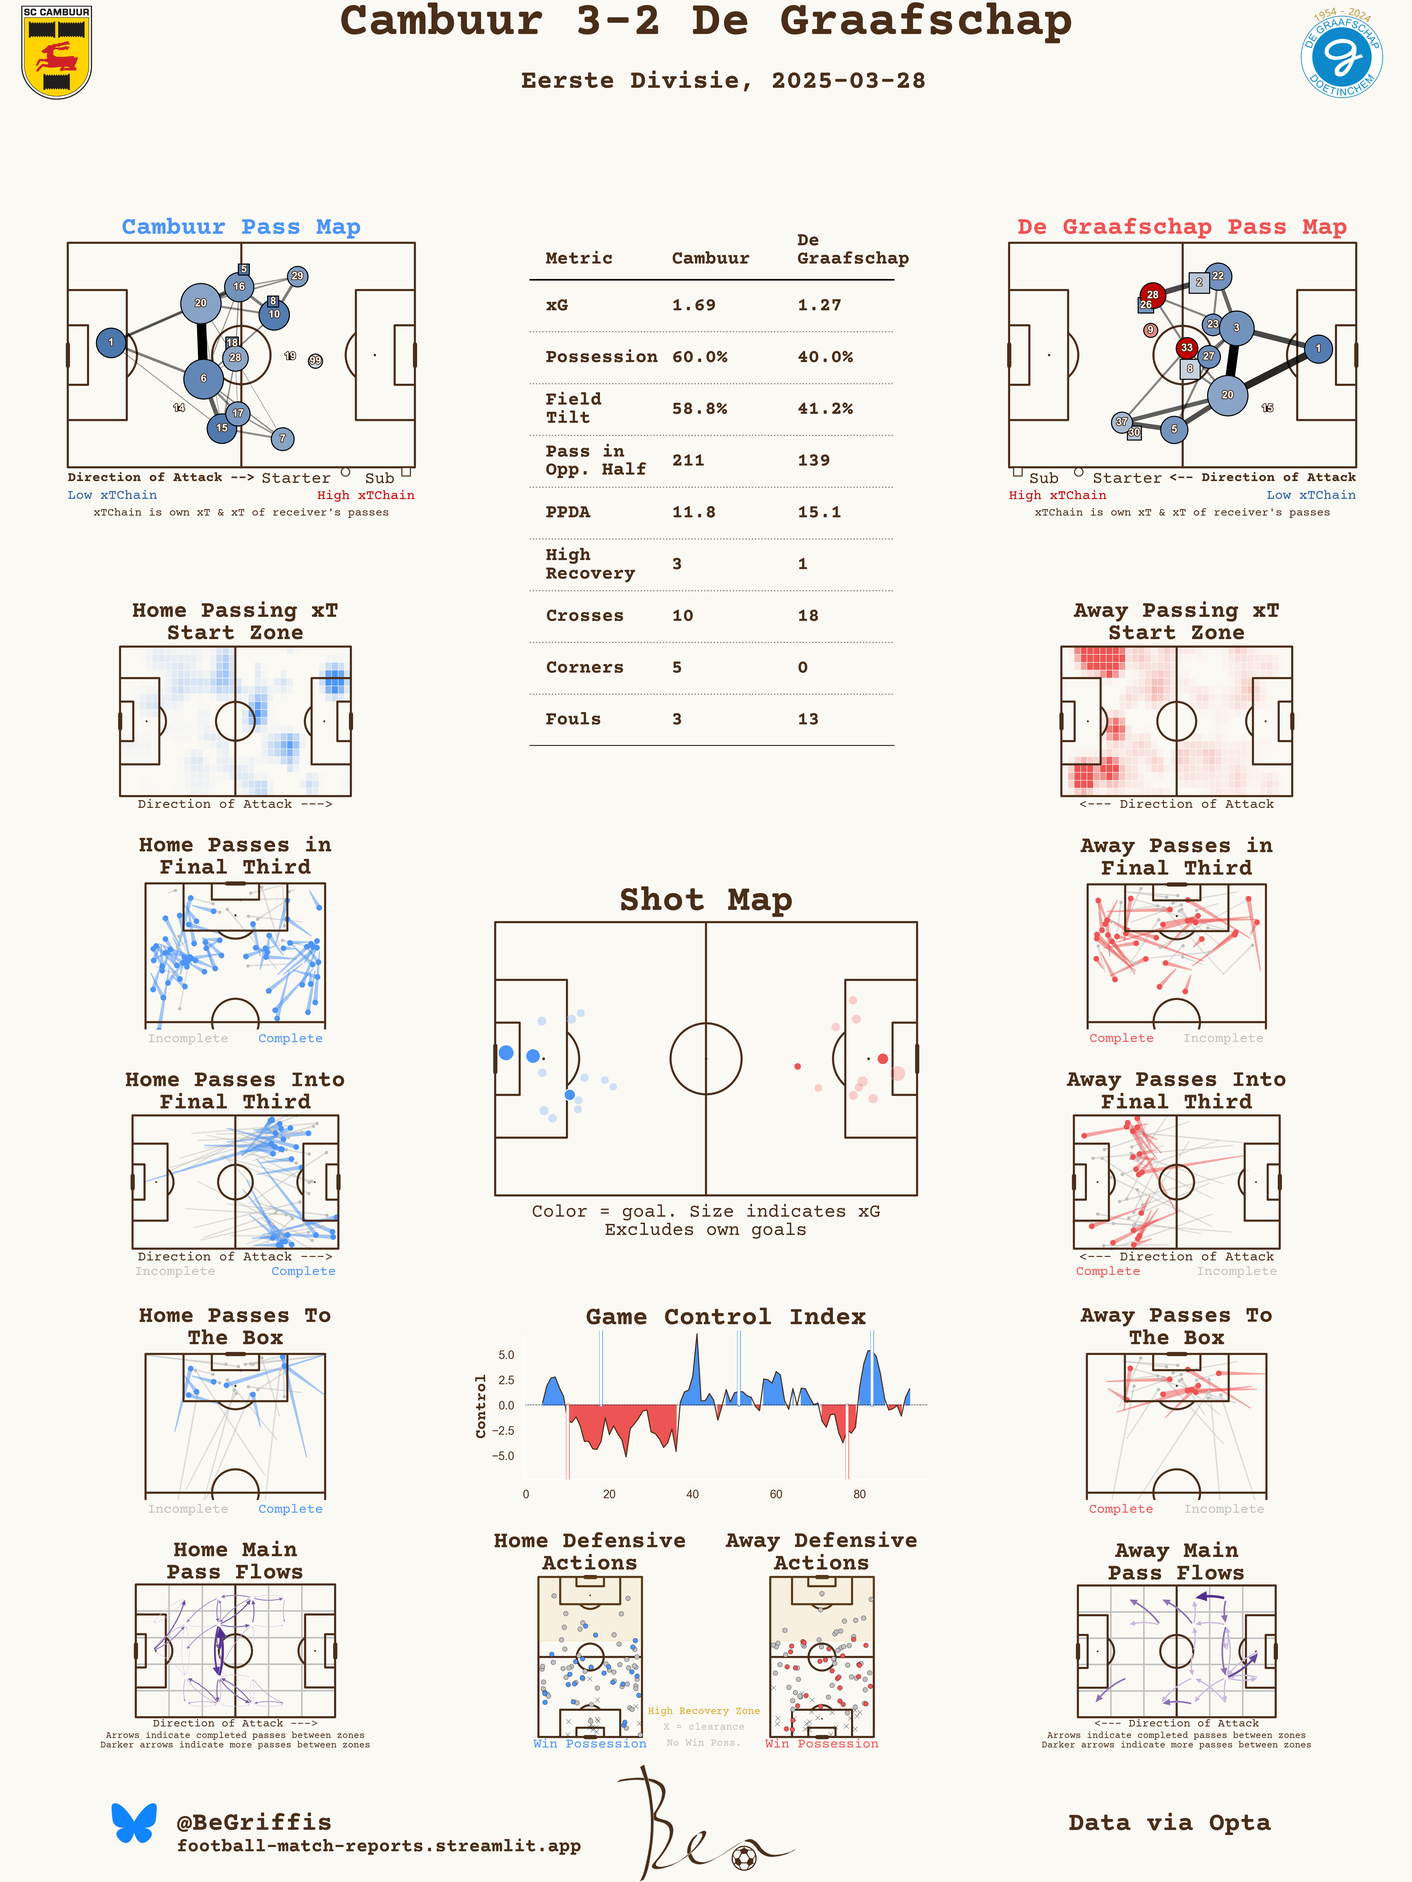 SC CAMBUUR
Cambuur 3-2 De Graafschap
Eerste Divisie, 2025-03-28
1954 - 2024
DE GRAAFSCHAP
DOETINCHEM
Cambuur Pass Map
1
20
6
16
5
29
8
10
18
28
19
99
14
17
15
7
Direction of Attack --> Starter Sub
Low xTChain High xTChain
xTChain is own xT & xT of receiver's passes
Metric Cambuur De Graafschap
xG 1.69 1.27
Possession 60.0% 40.0%
Field Tilt 58.8% 41.2%
Pass in Opp. Half 211 139
PPDA 11.8 15.1
High Recovery 3 1
Crosses 10 18
Corners 5 0
Fouls 3 13
De Graafschap Pass Map
22
2
28
26
9
23
3
33
27
8
1
20
15
37
30
5
Sub Starter <-- Direction of Attack
High xTChain Low xTChain
xTChain is own xT & xT of receiver's passes
Home Passing xT
Start Zone
Direction of Attack --->
Away Passing xT
Start Zone
<--- Direction of Attack
Home Passes in
Final Third
Incomplete Complete
Away Passes in
Final Third
Complete Incomplete
Shot Map
Color = goal. Size indicates xG
Excludes own goals
Home Passes Into
Final Third
Direction of Attack --->
Incomplete Complete
Away Passes Into
Final Third
<--- Direction of Attack
Complete Incomplete
Home Passes To
The Box
Incomplete Complete
Game Control Index
Control
5.0
2.5
0.0
−2.5
−5.0
0 20 40 60 80
Away Passes To
The Box
Complete Incomplete
Home Main
Pass Flows
Direction of Attack --->
Arrows indicate completed passes between zones
Darker arrows indicate more passes between zones
Home Defensive
Actions
Win Possession
High Recovery Zone
X = clearance
No Win Poss.
Away Defensive
Actions
Win Possession
Away Main
Pass Flows
<--- Direction of Attack
Arrows indicate completed passes between zones
Darker arrows indicate more passes between zones
@BeGriffis
football-match-reports.streamlit.app
Ben
Data via Opta